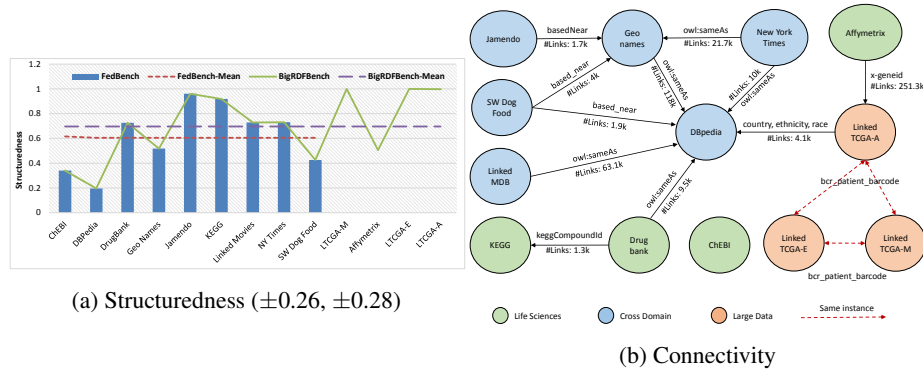 FedBench
FedBench-Mean
BigRDFBench
BigRDFBench-Mean
Structuredness
1.2
1
0.8
0.6
0.4
0.2
0
ChEBI
DBPedia
DrugBank
Geo Names
Jamendo
KEGG
Linked Movies
NY Times
SW Dog Food
LTCGA-M
Affymetrix
LTCGA-E
LTCGA-A
(a) Structuredness (±0.26, ±0.28)
Jamendo
basedNear
#Links: 1.7k
Geo
names
owl:sameAs
#Links: 21.7k
New York
Times
Affymetrix
based_near
#Links: 4k
owl:sameAs
#Links: 118k
#Links: 10k
owl:sameAs
x-geneid
#Links: 251.3k
SW Dog
Food
based_near
#Links: 1.9k
DBpedia
country, ethnicity, race
#Links: 4.1k
Linked
TCGA-A
Linked
MDB
owl:sameAs
#Links: 63.1k
owl:sameAs
#Links: 9.5k
bcr_patient_barcode
KEGG
keggCompoundId
#Links: 1.3k
Drug
bank
ChEBI
Linked
TCGA-E
Linked
TCGA-M
bcr_patient_barcode
Life Sciences
Cross Domain
Large Data
Same instance
(b) Connectivity